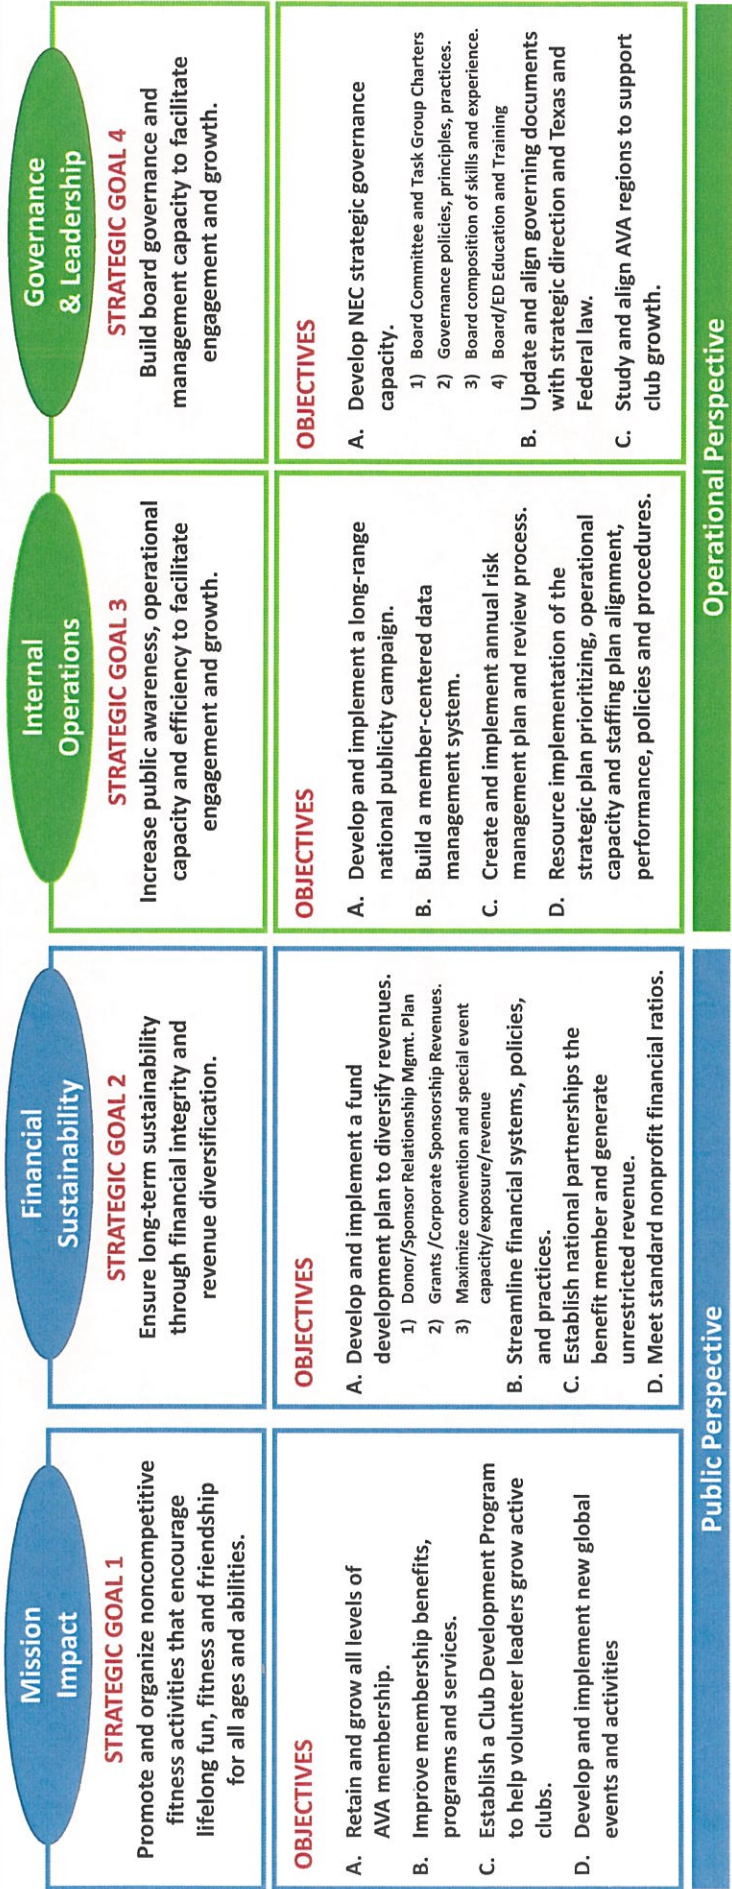 Mission
Impact
STRATEGIC GOAL 1
Promote and organize noncompetitive
fitness activities that encourage
lifelong fun, fitness and friendship
for all ages and abilities.
OBJECTIVES
A. Retain and grow all levels of
AVA membership.
B. Improve membership benefits,
programs and services.
C. Establish a Club Development Program
to help volunteer leaders grow active
clubs.
D. Develop and implement new global
events and activities
Financial
Sustainability
STRATEGIC GOAL 2
Ensure long-term sustainability
through financial integrity and
revenue diversification.
OBJECTIVES
A. Develop and implement a fund
development plan to diversify revenues.
1) Donor/Sponsor Relationship Mgmt. Plan
2) Grants /Corporate Sponsorship Revenues.
3) Maximize convention and special event
capacity/exposure/revenue
B. Streamline financial systems, policies,
and practices.
C. Establish national partnerships the
benefit member and generate
unrestricted revenue.
D. Meet standard nonprofit financial ratios.
Public Perspective
Internal
Operations
STRATEGIC GOAL 3
Increase public awareness, operational
capacity and efficiency to facilitate
engagement and growth.
OBJECTIVES
A. Develop and implement a long-range
national publicity campaign.
B. Build a member-centered data
management system.
C. Create and implement annual risk
management plan and review process.
D. Resource implementation of the
strategic plan prioritizing, operational
capacity and staffing plan alignment,
performance, policies and procedures.
Governance
& Leadership
STRATEGIC GOAL 4
Build board governance and
management capacity to facilitate
engagement and growth.
OBJECTIVES
A. Develop NEC strategic governance
capacity.
1) Board Committee and Task Group Charters
2) Governance policies, principles, practices.
3) Board composition of skills and experience.
4) Board/ED Education and Training
B. Update and align governing documents
with strategic direction and Texas and
Federal law.
C. Study and align AVA regions to support
club growth.
Operational Perspective